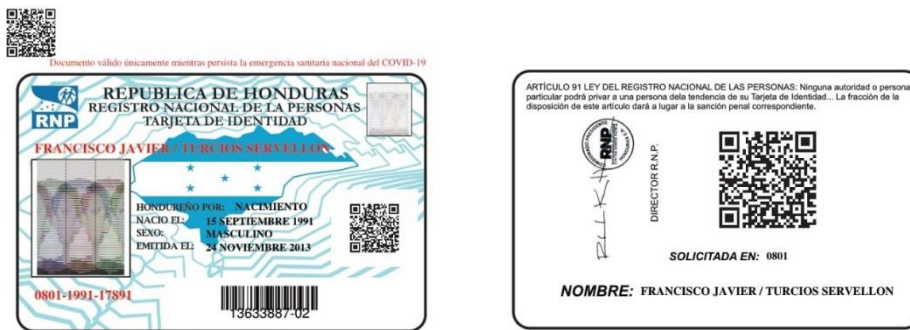 Documento válido únicamente mientras persista la emergencia sanitaria nacional del COVID-19
RNP
REPUBLICA DE HONDURAS
REGISTRO NACIONAL DE LA PERSONAS
TARJETA DE IDENTIDAD
FRANCISCO JAVIER / TURCIOS SERVELLON
HONDUREÑO POR: NACIMIENTO
NACIO EL: 15 SEPTIEMBRE 1991
SEXO: MASCULINO
EMITIDA EL: 24 NOVIEMBRE 2013
0801-1991-17891
13633887-02
ARTÍCULO 91 LEY DEL REGISTRO NACIONAL DE LAS PERSONAS: Ninguna autoridad o persona
particular podrá privar a una persona dela tendencia de su Tarjeta de Identidad... La fracción de la
disposición de este artículo dará a lugar a la sanción penal correspondiente.
RNP
DIRECTOR R.N.P.
SOLICITADA EN: 0801
NOMBRE: FRANCISCO JAVIER / TURCIOS SERVELLON